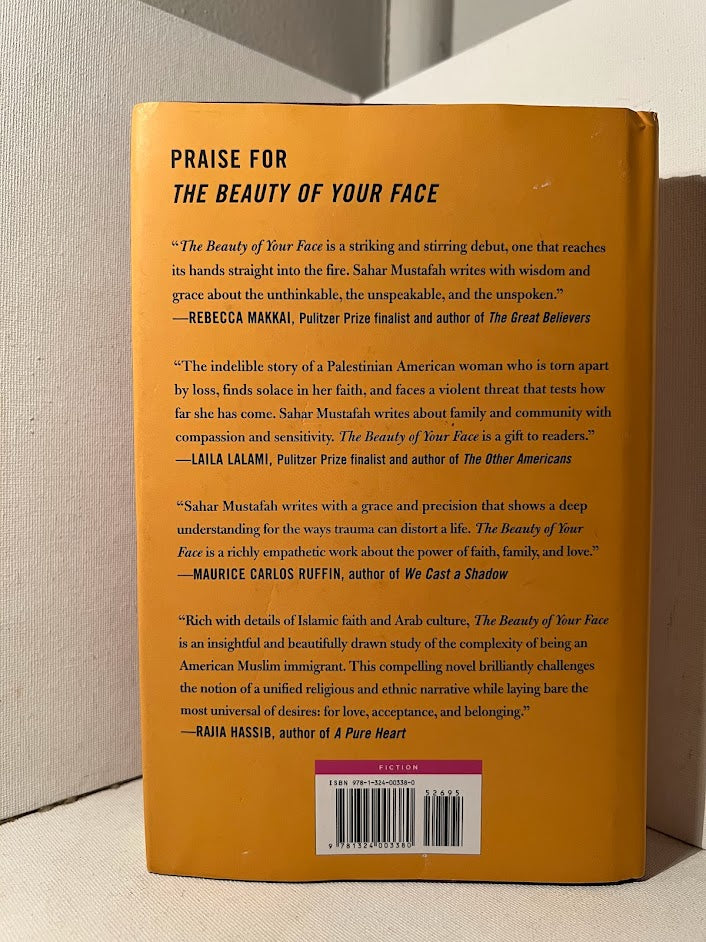 PRAISE FOR
THE BEAUTY OF YOUR FACE
“The Beauty of Your Face is a striking and stirring debut, one that reaches
its hands straight into the fire. Sahar Mustafah writes with wisdom and
grace about the unthinkable, the unspeakable, and the unspoken.”
—REBECCA MAKKAI, Pulitzer Prize finalist and author of The Great Believers
“The indelible story of a Palestinian American woman who is torn apart
by loss, finds solace in her faith, and faces a violent threat that tests how
far she has come. Sahar Mustafah writes about family and community with
compassion and sensitivity. The Beauty of Your Face is a gift to readers.”
—LAILA LALAMI, Pulitzer Prize finalist and author of The Other Americans
“Sahar Mustafah writes with a grace and precision that shows a deep
understanding for the ways trauma can distort a life. The Beauty of Your
Face is a richly empathetic work about the power of faith, family, and love.”
—MAURICE CARLOS RUFFIN, author of We Cast a Shadow
“Rich with details of Islamic faith and Arab culture, The Beauty of Your Face
is an insightful and beautifully drawn study of the complexity of being an
American Muslim immigrant. This compelling novel brilliantly challenges
the notion of a unified religious and ethnic narrative while laying bare the
most universal of desires: for love, acceptance, and belonging.”
—RAJIA HASSIB, author of A Pure Heart
FICTION
ISBN 978-1-324-00338-0
52695
9 781324 003380